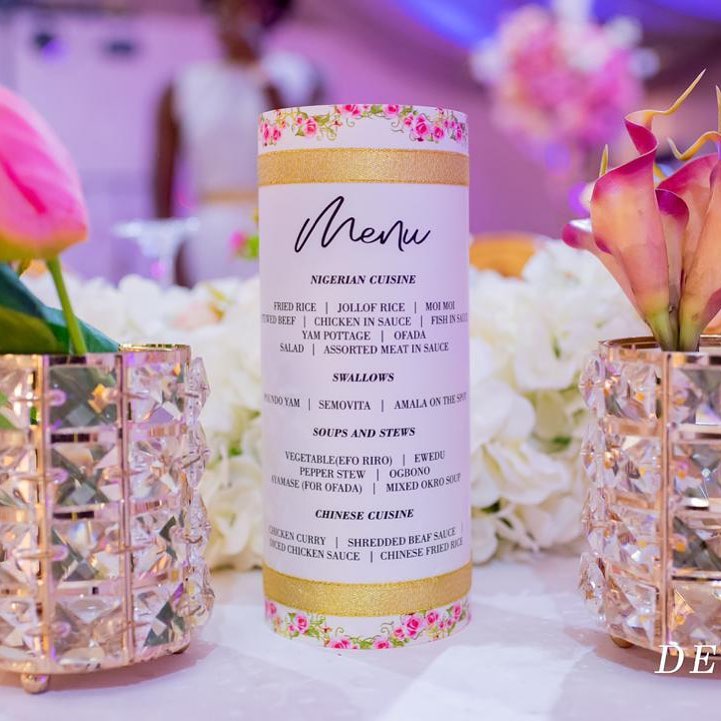 Menu
NIGERIAN CUISINE
FRIED RICE | JOLLOF RICE | MOI MOI
BEEF | CHICKEN IN SAUCE | FISH IN
YAM POTTAGE | OFADA
SALAD | ASSORTED MEAT IN SAUCE
SWALLOWS
YAM | SEMOVITA | AMALA ON THE SPOT
SOUPS AND STEWS
VEGETABLE(EFO RIRO) | EWEDU
PEPPER STEW | OGBONO
AYAMASE (FOR OFADA) | MIXED OKRO SOUP
CHINESE CUISINE
CHICKEN CURRY | SHREDDED BEEF SAUCE |
DICED CHICKEN SAUCE | CHINESE FRIED RICE
DE